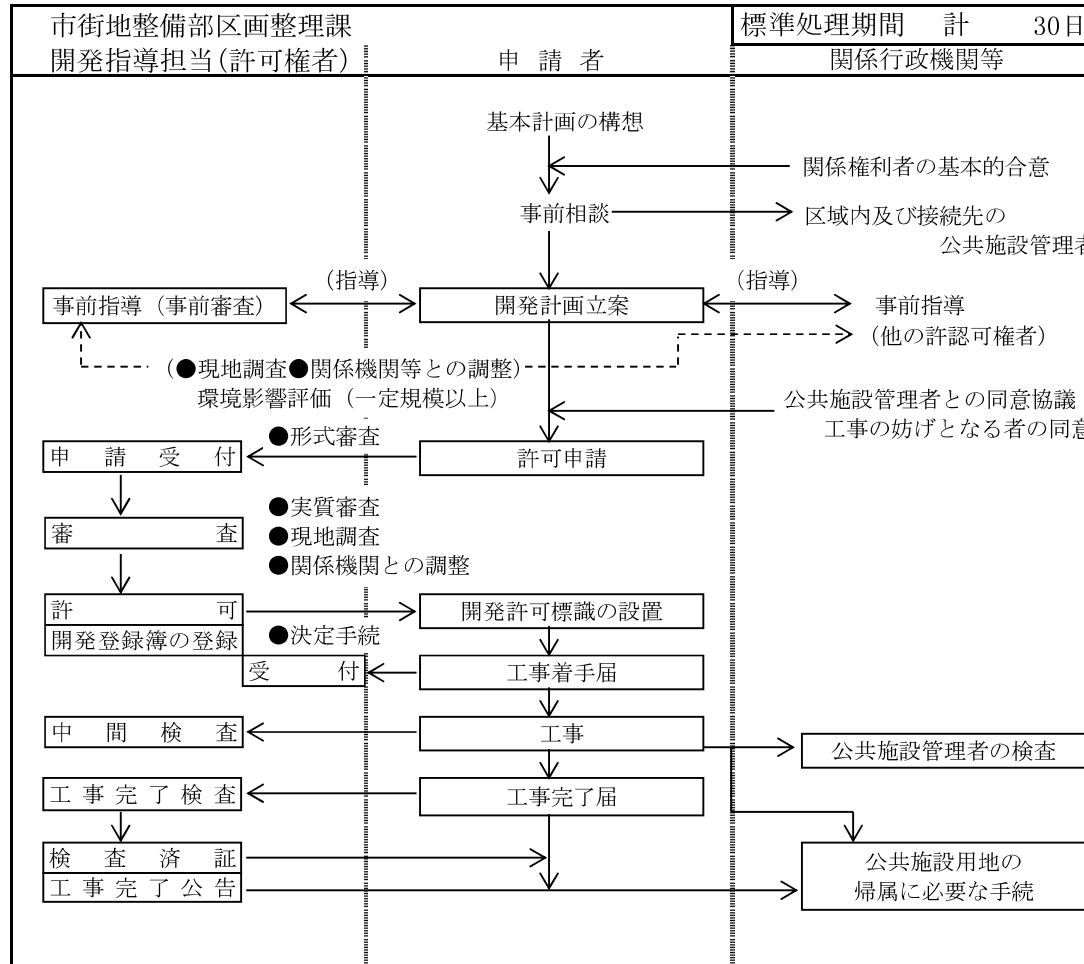 市街地整備部区画整理課
開発指導担当(許可権者)
申請者
標準処理期間 計 30日
関係行政機関等
基本計画の構想
関係権利者の基本的合意
事前相談
区域内及び接続先の
公共施設管理者
(指導)
(指導)
事前指導(事前審査)
開発計画立案
事前指導
(他の許認可権者)
(●現地調査●関係機関等との調整)
環境影響評価(一定規模以上)
公共施設管理者との同意協議
工事の妨げとなる者の同意
●形式審査
申請受付
許可申請
●実質審査
審査
●現地調査
●関係機関との調整
許可
開発許可標識の設置
開発登録簿の登録
●決定手続
受付
工事着手届
中間検査
工事
公共施設管理者の検査
工事完了検査
工事完了届
検査済証
工事完了公告
公共施設用地の
帰属に必要な手続